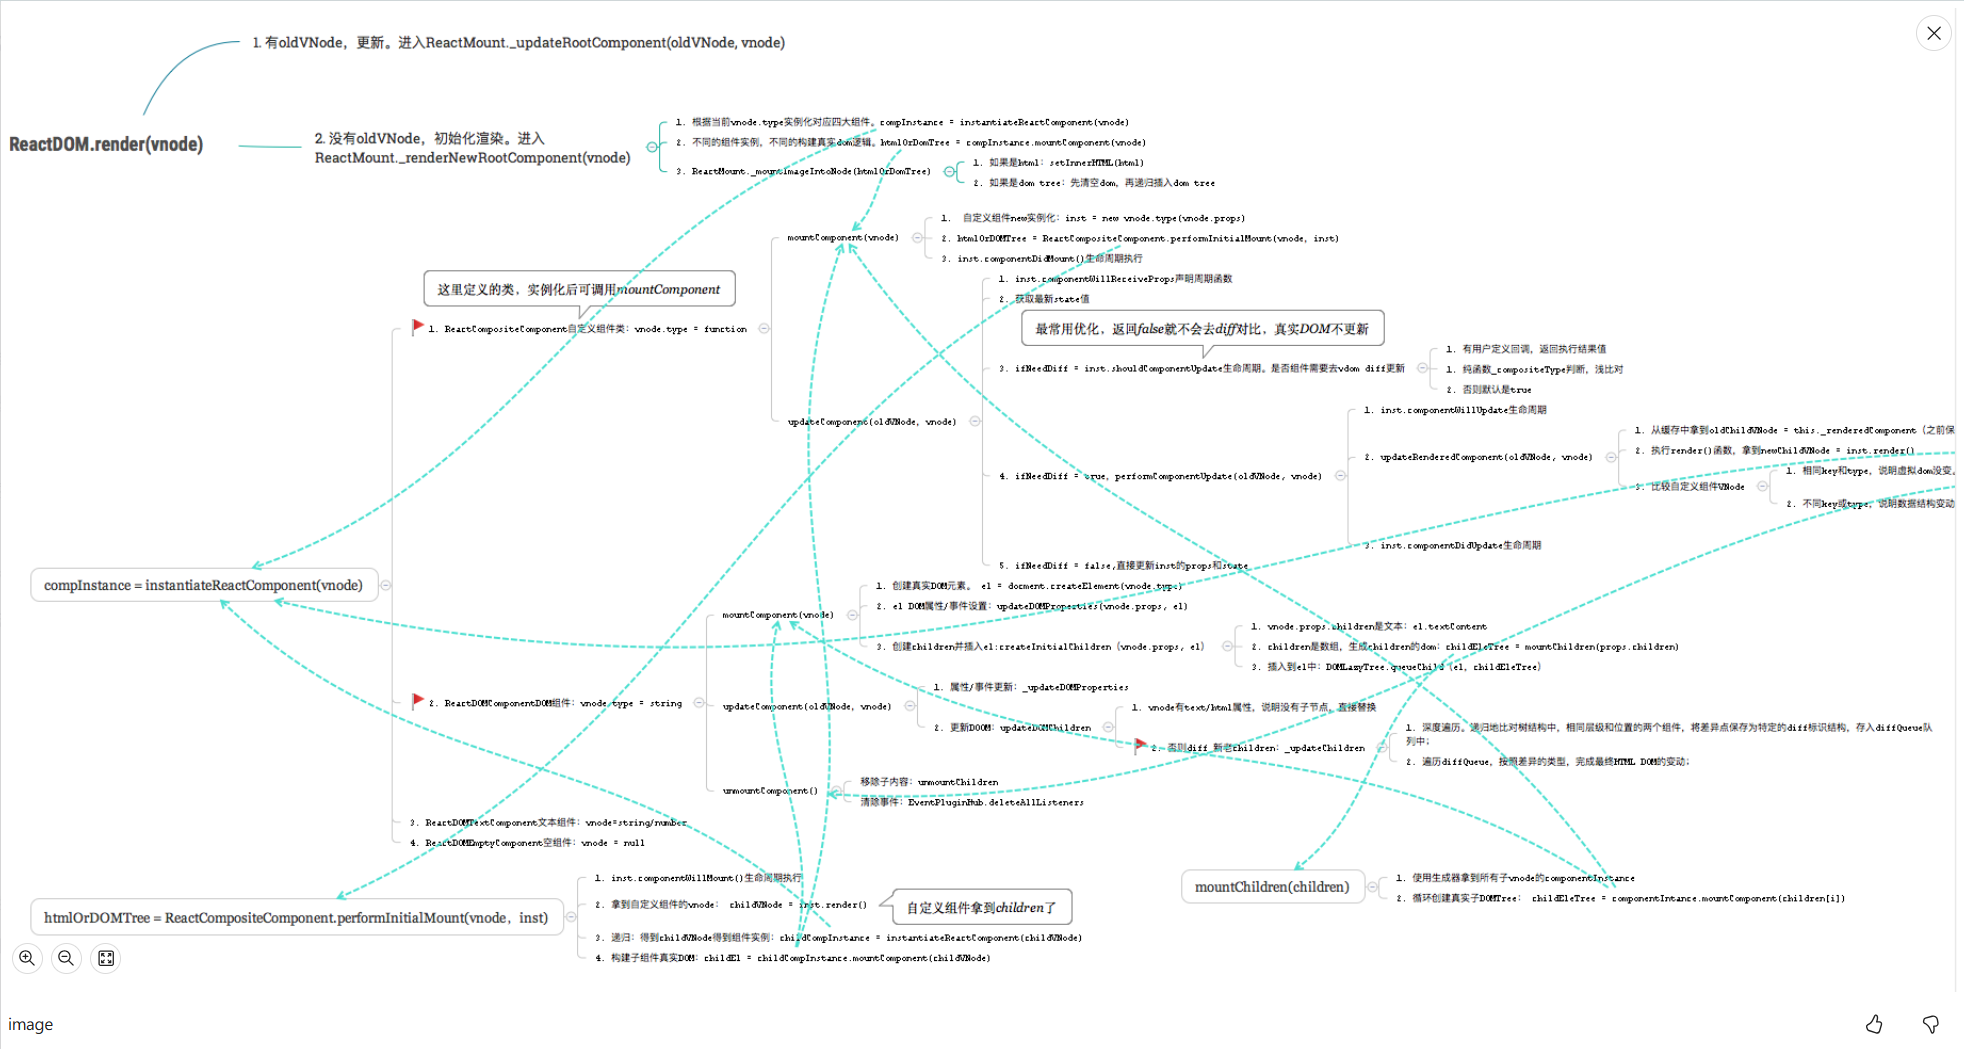 1. 有oldVNode，更新。进入ReactMount._updateRootComponent(oldVNode, vnode)
ReactDOM.render(vnode)
2. 没有oldVNode，初始化渲染。进入
ReactMount._renderNewRootComponent(vnode)
1. 根据当前vnode.type实例化对应四大组件。compInstance = instantiateReactComponent(vnode)
2. 不同的组件实例，不同的构建真实dom逻辑。htmlOrDomTree = compInstance.mountComponent(vnode)
3. ReactMount._mountImageIntoNode(htmlOrDomTree)
1. 如果是html：setInnerHTML(html)
2. 如果是dom tree：先清空dom，再递归插入dom tree
这里定义的类，实例化后可调用mountComponent
1. ReactCompositeComponent自定义组件类：vnode.type = function
mountComponent(vnode)
1. 自定义组件new实例化：inst = new vnode.type(vnode.props)
2. htmlOrDOMTree = ReactCompositeComponent.performInitialMount(vnode, inst)
3. inst.componentDidMount()生命周期执行
updateComponent(oldVNode, vnode)
1. inst.componentWillReceiveProps声明周期函数
2. 获取最新state值
最常用优化，返回false就不会去diff对比，真实DOM不更新
3. ifNeedDiff = inst.shouldComponentUpdate生命周期。是否组件需要去vdom diff更新
1. 有用户定义回调，返回执行结果值
1. 纯函数_compositeType判断，浅比对
2. 否则默认是true
4. ifNeedDiff = true, performComponentUpdate(oldVNode, vnode)
1. inst.componentWillUpdate生命周期
2. updateRenderedComponent(oldVNode, vnode)
1. 从缓存中拿到oldChildVNode = this._renderedComponent（之前保
2. 执行render()函数，拿到newChildVNode = inst.render()
3. 比较自定义组件VNode
1. 相同key和type，说明虚拟dom没变。
2. 不同key或type，说明数据结构变动
3. inst.componentDidUpdate生命周期
5. ifNeedDiff = false,直接更新inst的props和state
compInstance = instantiateReactComponent(vnode)
2. ReactDOMComponentDOM组件：vnode.type = string
mountComponent(vnode)
1. 创建真实DOM元素。 el = docment.createElement(vnode.type)
2. el DOM属性/事件设置：updateDOMProperties(vnode.props, el)
3. 创建children并插入el:createInitialChildren（vnode.props, el）
1. vnode.props.children是文本：el.textContent
2. children是数组，生成children的dom：childEleTree = mountChildren(props.children)
3. 插入到el中：DOMLazyTree.queueChild（el, childEleTree）
updateComponent(oldVNode, vnode)
1. 属性/事件更新：_updateDOMProperties
2. 更新DOOM：updateDOMChildren
1. vnode有text/html属性，说明没有子节点，直接替换
2. 否则diff 新老children：_updateChildren
1. 深度遍历。递归地比对树结构中，相同层级和位置的两个组件，将差异点保存为特定的diff标识结构，存入diffQueue队
列中；
2. 遍历diffQueue，按照差异的类型，完成最终HTML DOM的变动；
unmountComponent()
移除子内容：unmountChildren
清除事件：EventPluginHub.deleteAllListeners
3. ReactDOMTextComponent文本组件：vnode=string/number
4. ReactDOMEmptyComponent空组件：vnode = null
htmlOrDOMTree = ReactCompositeComponent.performInitialMount(vnode，inst)
1. inst.componentWillMount()生命周期执行
2. 拿到自定义组件的vnode： childVNode = inst.render()
自定义组件拿到children了
3. 递归：得到childVNode得到组件实例：childCompInstance = instantiateReactComponent(childVNode)
4. 构建子组件真实DOM：childEl = childCompInstance.mountComponent(childVNode)
mountChildren(children)
1. 使用生成器拿到所有子vnode的componentInstance
2. 循环创建真实子DOMTree： childEleTree = componentIntance.mountComponent(children[i])
image